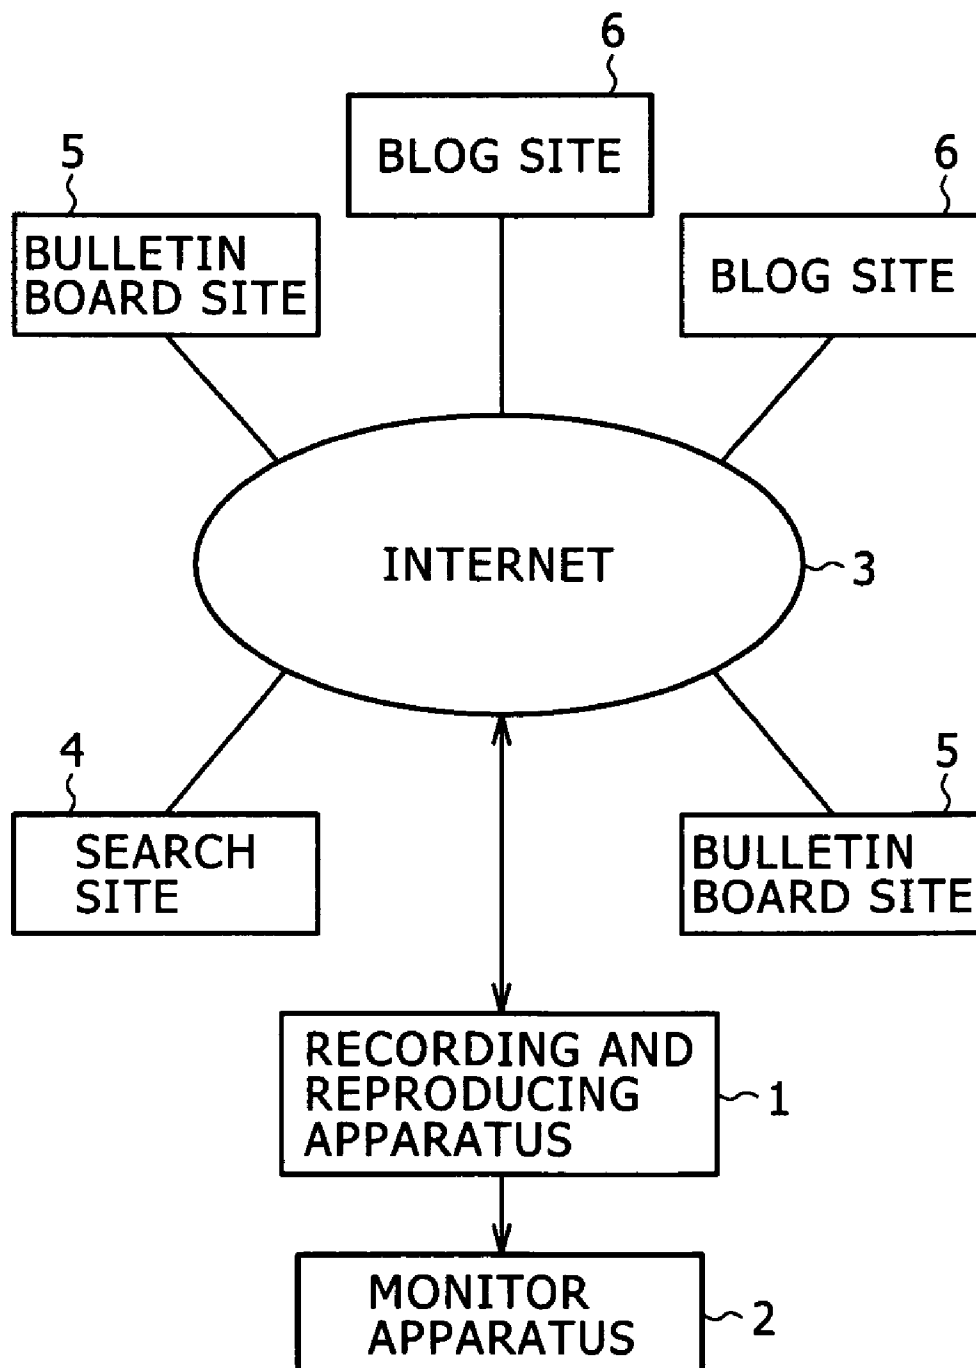 6
BLOG SITE
5
BULLETIN
BOARD SITE
6
BLOG SITE
INTERNET
3
4
SEARCH
SITE
5
BULLETIN
BOARD SITE
RECORDING AND
REPRODUCING
APPARATUS
1
MONITOR
APPARATUS
2